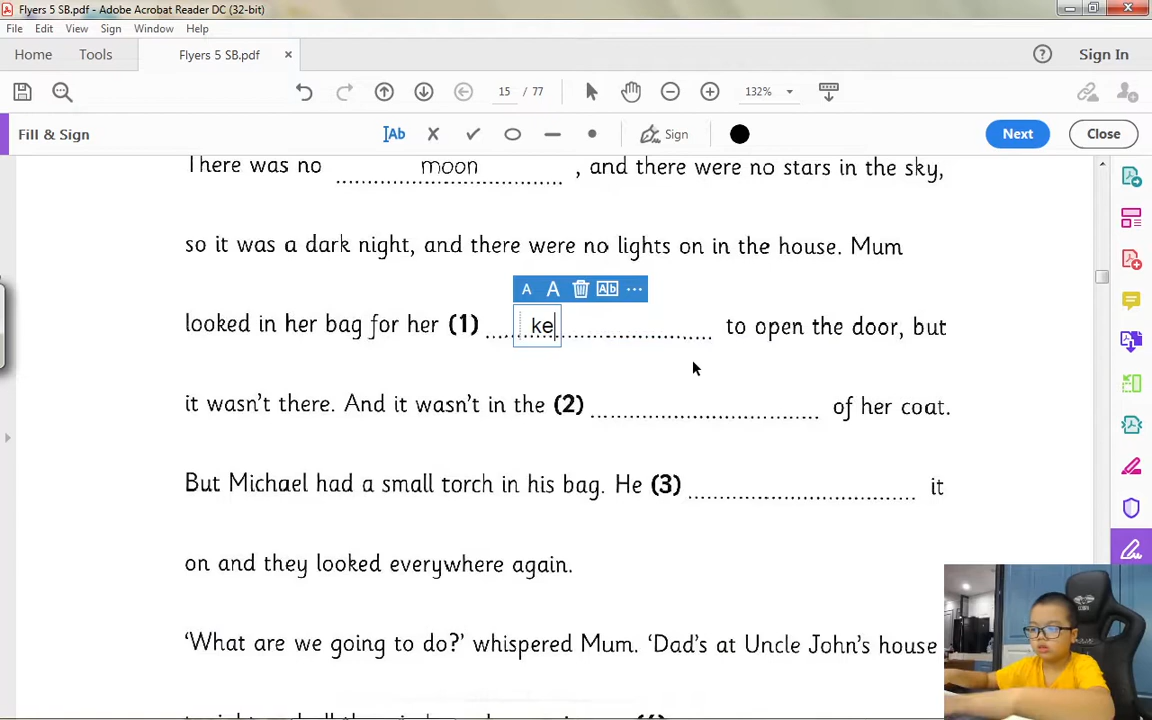 Flyers 5 SB.pdf - Adobe Acrobat Reader DC (32-bit)
File Edit View Sign Window Help
Home Tools Flyers 5 SB.pdf × ? Sign In
15 / 77 132%
Fill & Sign Ab Sign Next Close
There was no moon , and there were no stars in the sky,
so it was a dark night, and there were no lights on in the house. Mum
A A Ab ...
looked in her bag for her (1) ke to open the door, but
it wasn't there. And it wasn't in the (2) of her coat.
But Michael had a small torch in his bag. He (3) it
on and they looked everywhere again.
'What are we going to do?' whispered Mum. 'Dad's at Uncle John's house